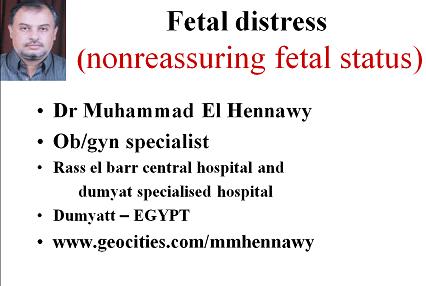 Fetal distress
(nonreassuring fetal status)
• Dr Muhammad El Hennawy
• Ob/gyn specialist
• Rass el barr central hospital and
dumyat specialised hospital
• Dumyatt – EGYPT
• www.geocities.com/mmhennawy